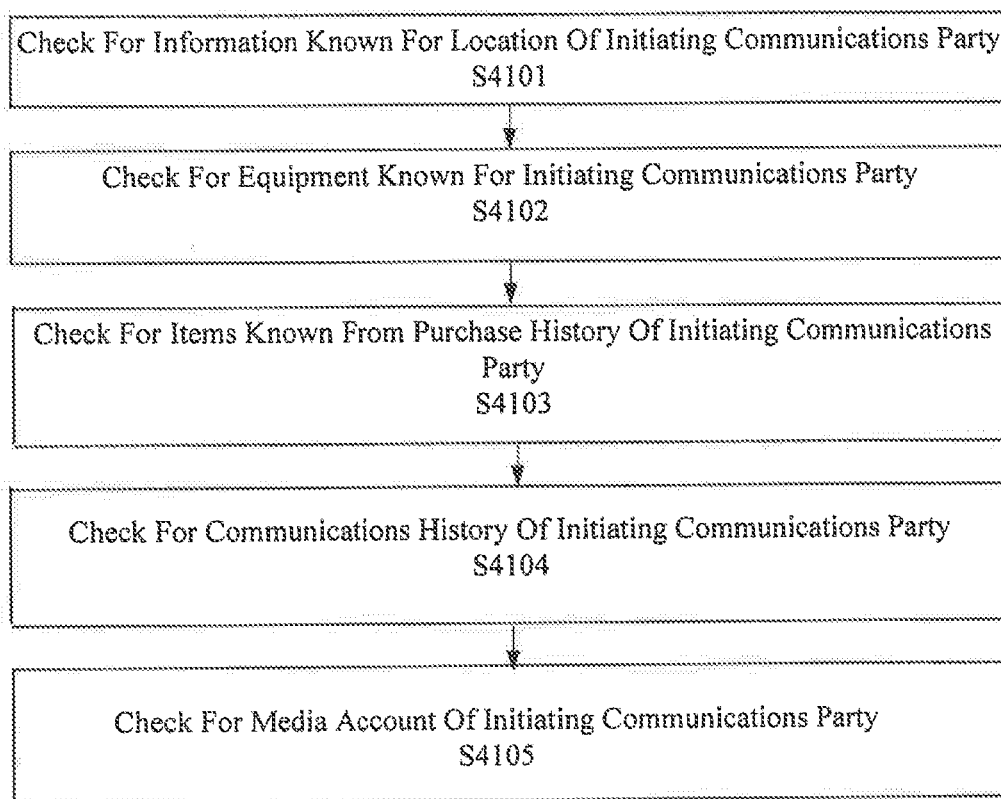 Check For Information Known For Location Of Initiating Communications Party
S4101
Check For Equipment Known For Initiating Communications Party
S4102
Check For Items Known From Purchase History Of Initiating Communications
Party
S4103
Check For Communications History Of Initiating Communications Party
S4104
Check For Media Account Of Initiating Communications Party
S4105